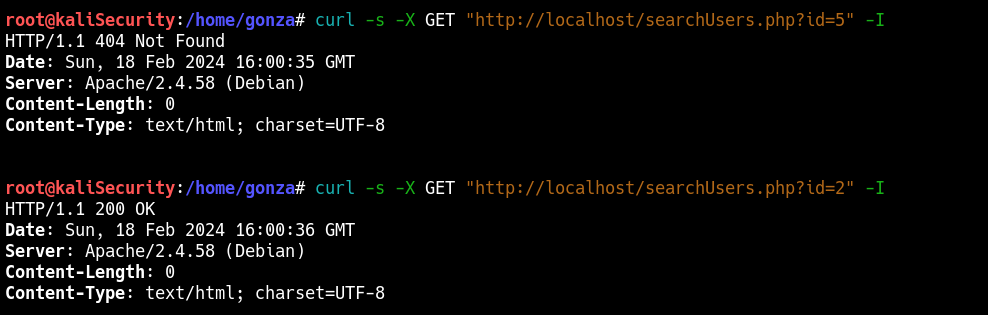 root@kaliSecurity:/home/gonza# curl -s -X GET "http://localhost/searchUsers.php?id=5" -I
HTTP/1.1 404 Not Found
Date: Sun, 18 Feb 2024 16:00:35 GMT
Server: Apache/2.4.58 (Debian)
Content-Length: 0
Content-Type: text/html; charset=UTF-8
root@kaliSecurity:/home/gonza# curl -s -X GET "http://localhost/searchUsers.php?id=2" -I
HTTP/1.1 200 OK
Date: Sun, 18 Feb 2024 16:00:36 GMT
Server: Apache/2.4.58 (Debian)
Content-Length: 0
Content-Type: text/html; charset=UTF-8